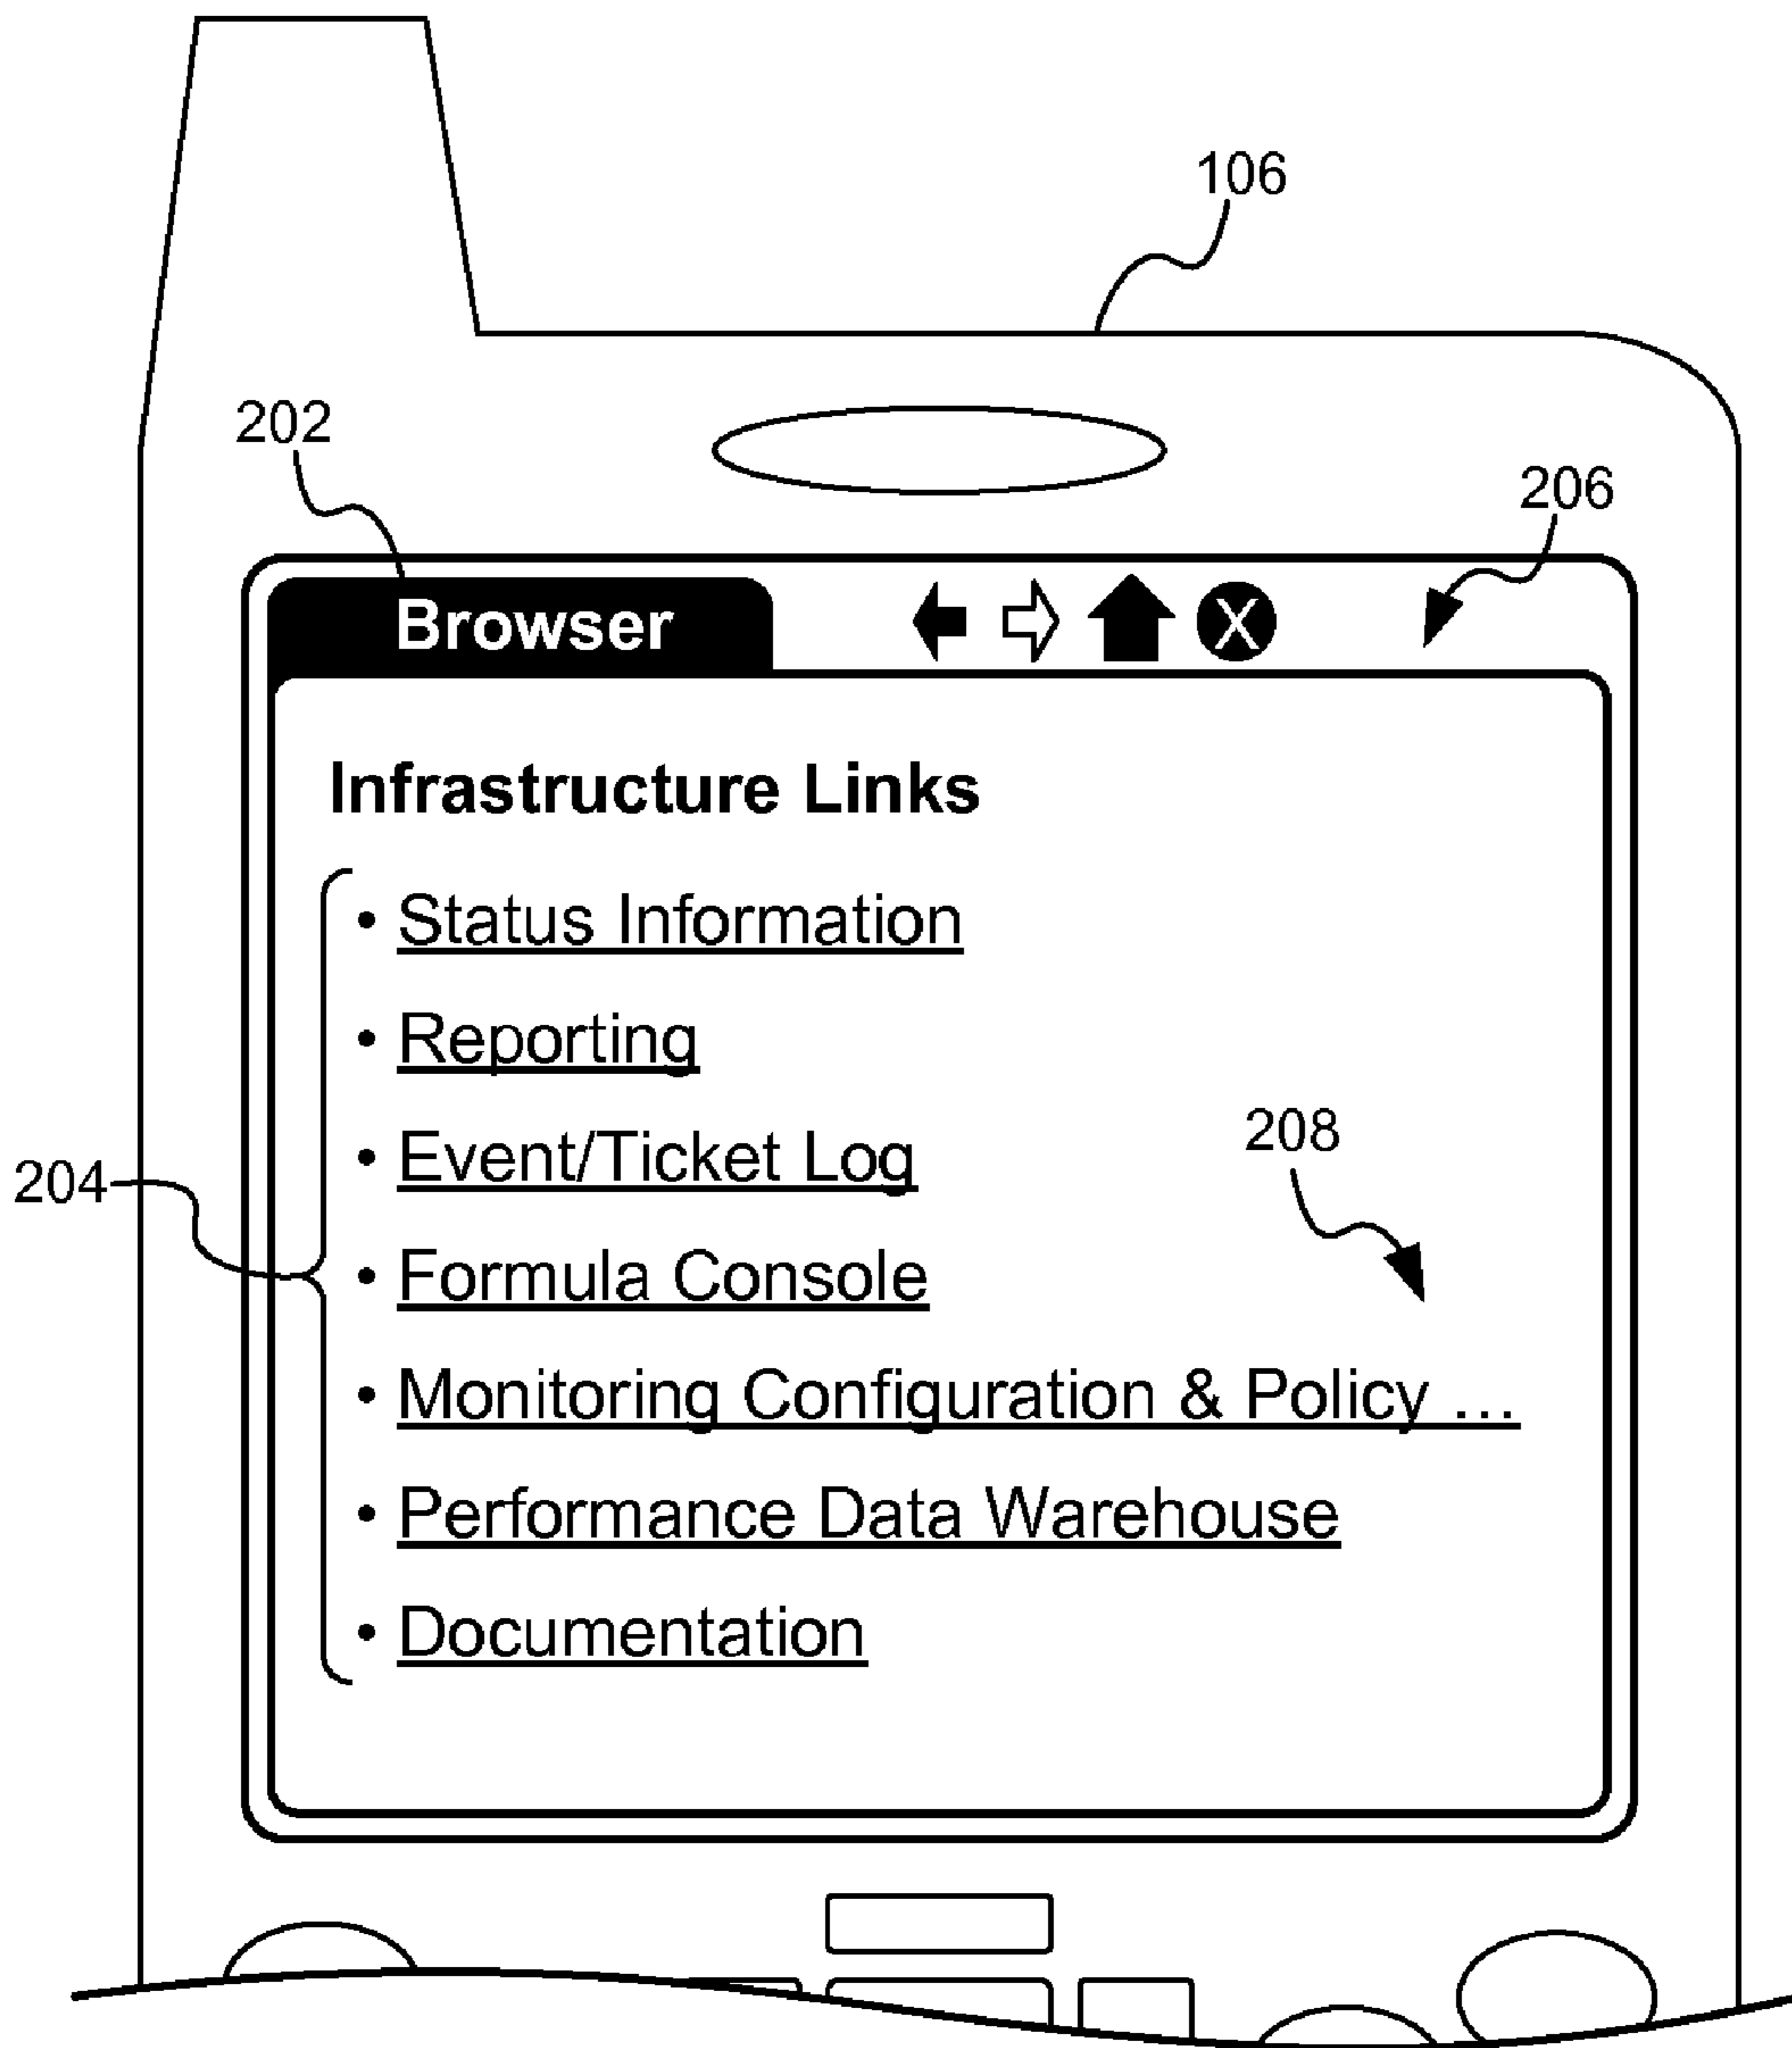 106
202
206
Browser
X
Infrastructure Links
• Status Information
• Reporting
• Event/Ticket Log
208
204
• Formula Console
• Monitoring Configuration & Policy ...
• Performance Data Warehouse
• Documentation